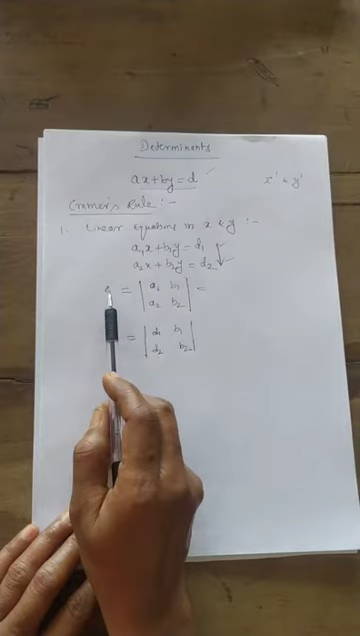 Determinants
ax+by=d
x' & y'
Cramer's Rule :-
1. Linear equations in x & y :-
a₁x+b₁y=d₁
a₂x+b₂y=d₂
= | a₁ b₁ | =
| a₂ b₂ |
= | d₁ b₁ |
| d₂ b₂ |